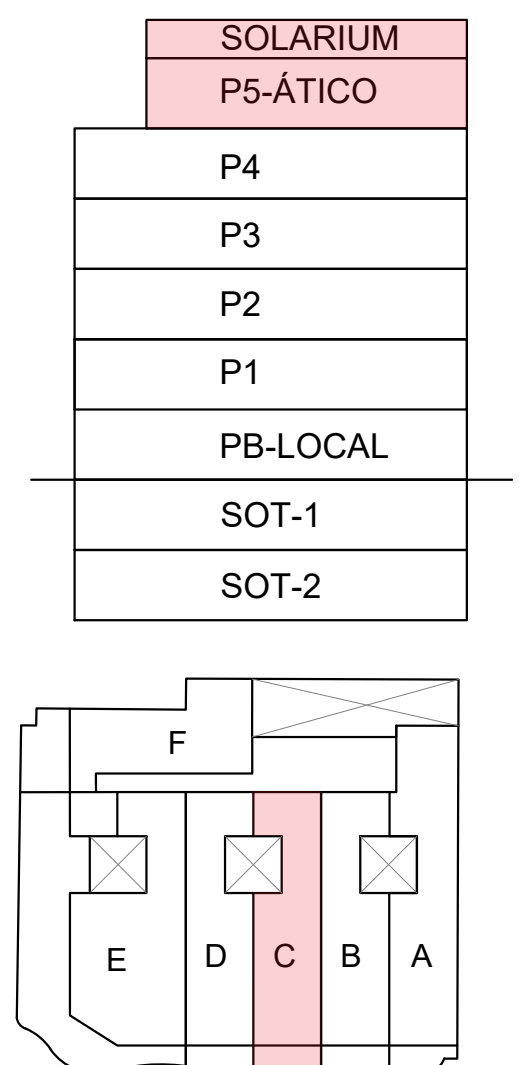 SOLARIUM
P5-ÁTICO
P4
P3
P2
P1
PB-LOCAL
SOT-1
SOT-2
F
E D C B A